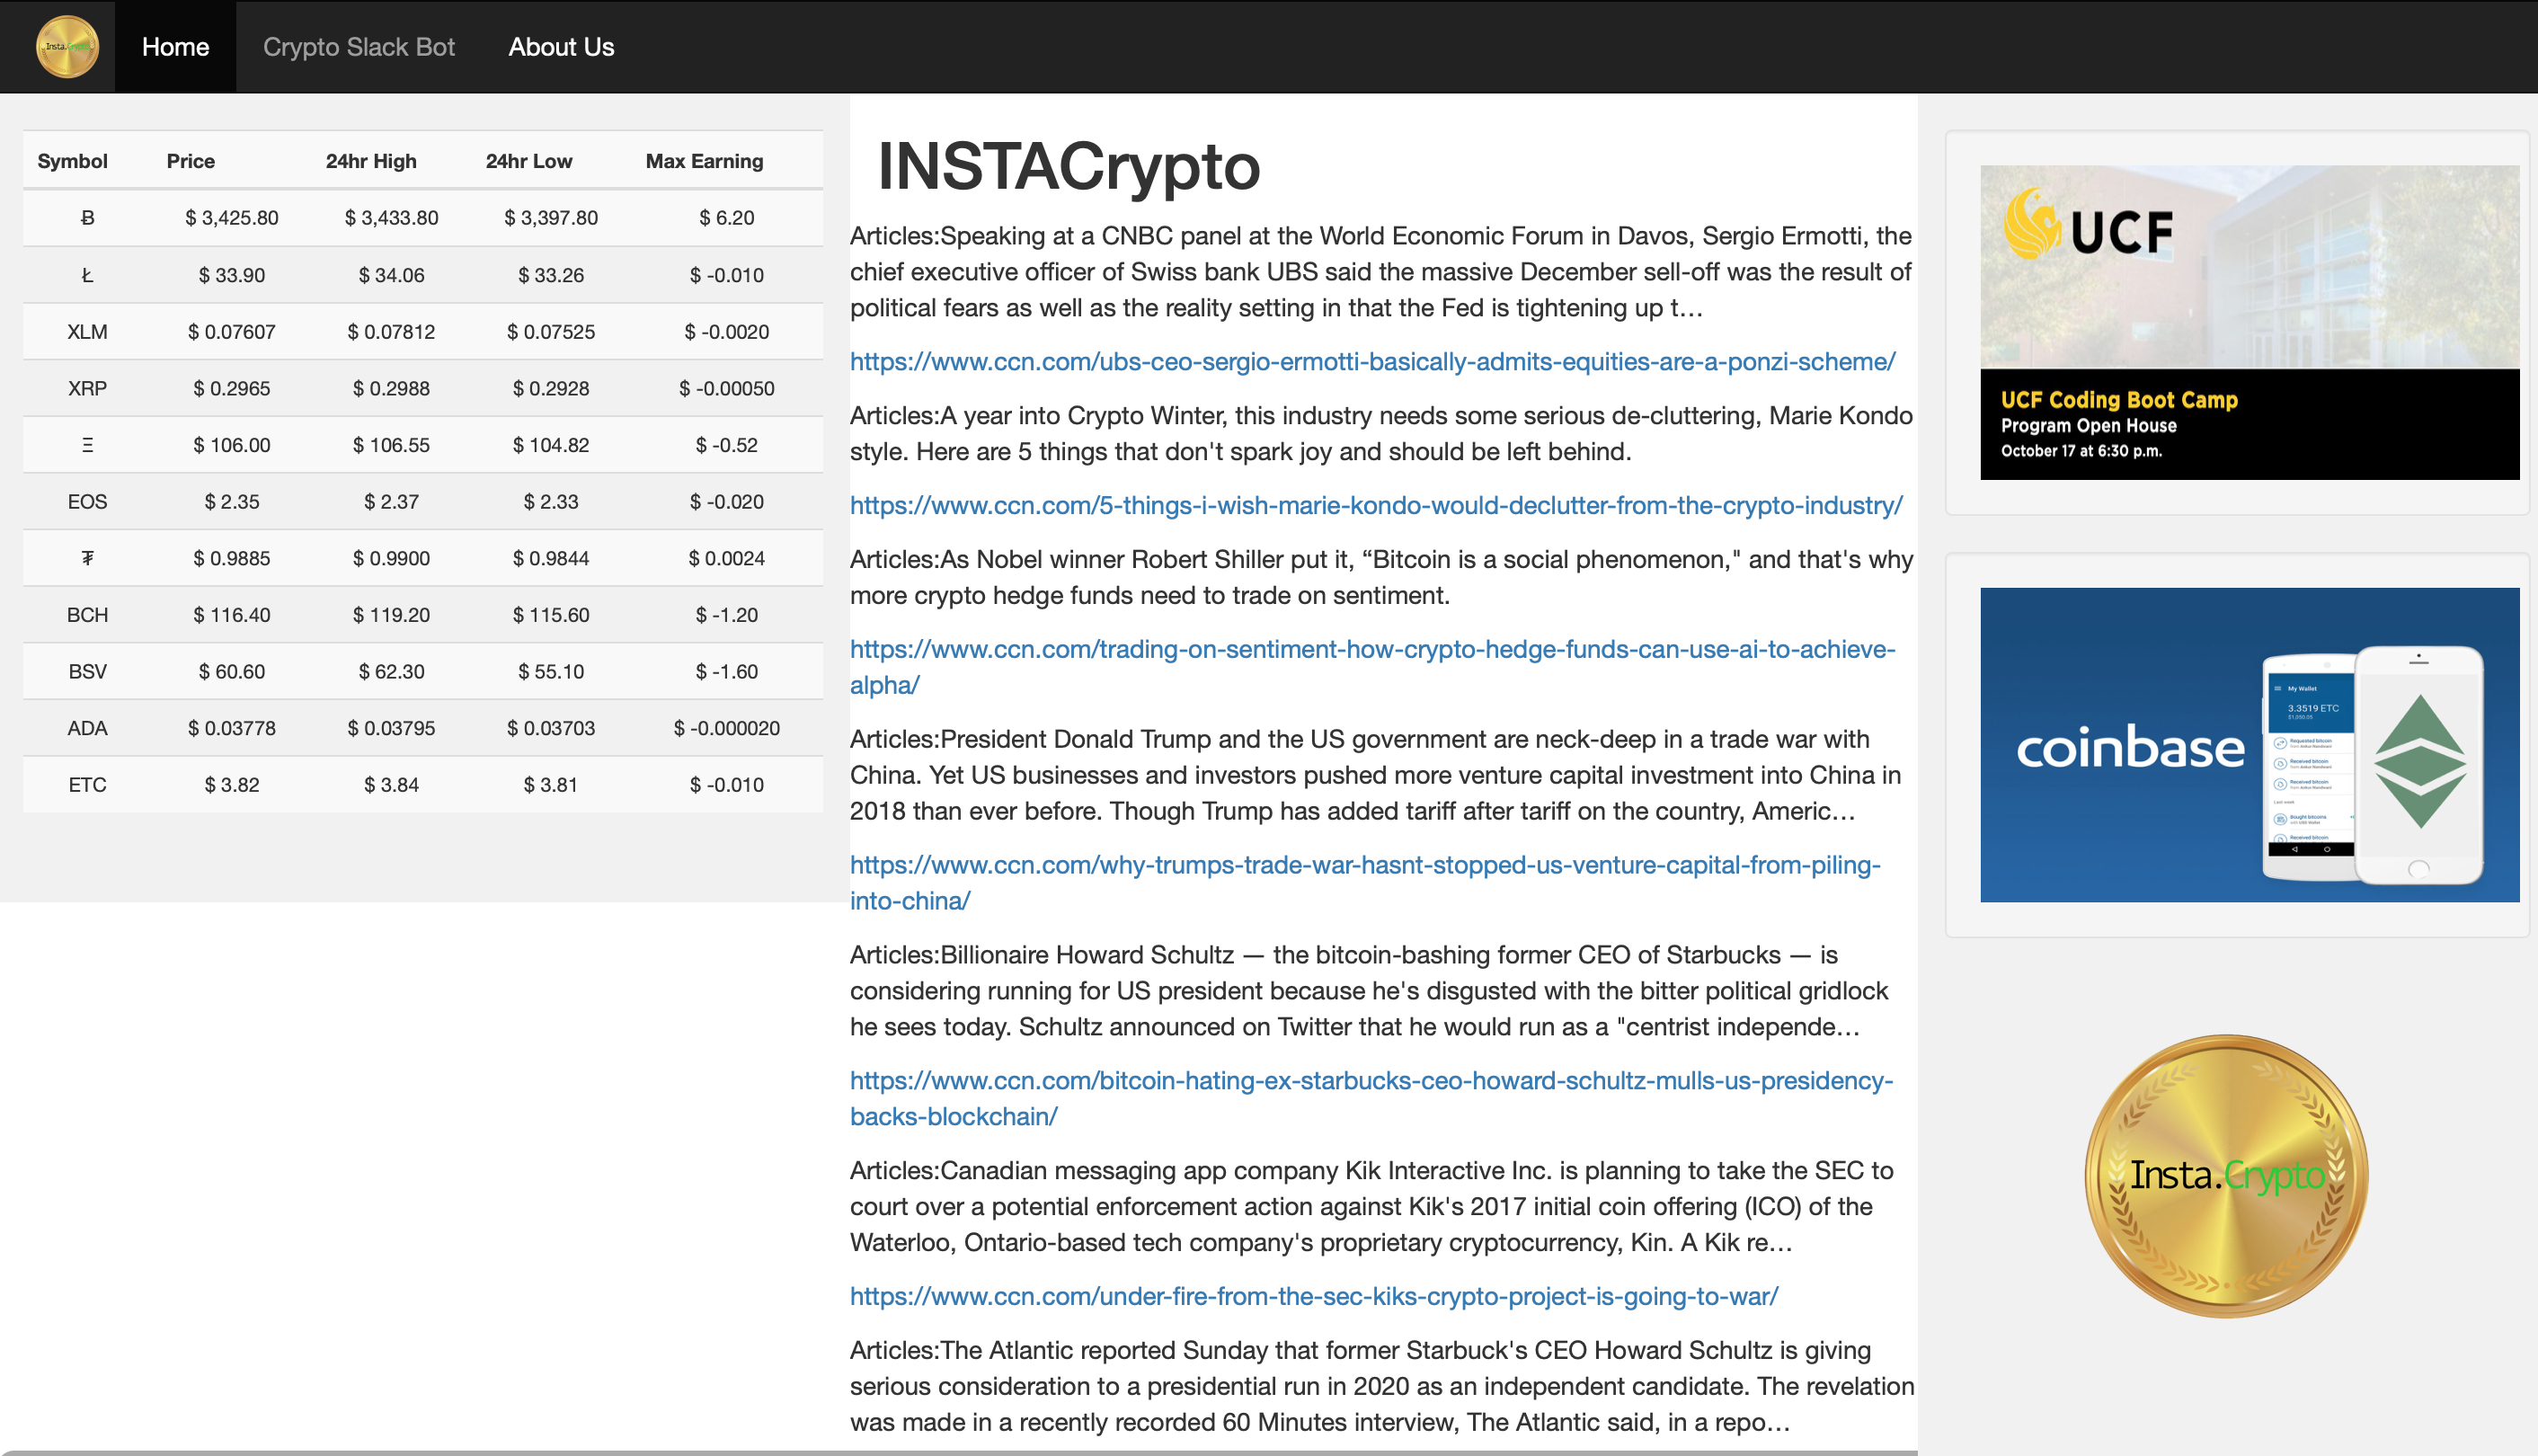 Insta.Crypto
Home
Crypto Slack Bot
About Us
Symbol Price 24hr High 24hr Low Max Earning
Ƀ $ 3,425.80 $ 3,433.80 $ 3,397.80 $ 6.20
Ł $ 33.90 $ 34.06 $ 33.26 $ -0.010
XLM $ 0.07607 $ 0.07812 $ 0.07525 $ -0.0020
XRP $ 0.2965 $ 0.2988 $ 0.2928 $ -0.00050
Ξ $ 106.00 $ 106.55 $ 104.82 $ -0.52
EOS $ 2.35 $ 2.37 $ 2.33 $ -0.020
₮ $ 0.9885 $ 0.9900 $ 0.9844 $ 0.0024
BCH $ 116.40 $ 119.20 $ 115.60 $ -1.20
BSV $ 60.60 $ 62.30 $ 55.10 $ -1.60
ADA $ 0.03778 $ 0.03795 $ 0.03703 $ -0.000020
ETC $ 3.82 $ 3.84 $ 3.81 $ -0.010
INSTACrypto
Articles:Speaking at a CNBC panel at the World Economic Forum in Davos, Sergio Ermotti, the
chief executive officer of Swiss bank UBS said the massive December sell-off was the result of
political fears as well as the reality setting in that the Fed is tightening up t…
https://www.ccn.com/ubs-ceo-sergio-ermotti-basically-admits-equities-are-a-ponzi-scheme/
Articles:A year into Crypto Winter, this industry needs some serious de-cluttering, Marie Kondo
style. Here are 5 things that don't spark joy and should be left behind.
https://www.ccn.com/5-things-i-wish-marie-kondo-would-declutter-from-the-crypto-industry/
Articles:As Nobel winner Robert Shiller put it, “Bitcoin is a social phenomenon," and that's why
more crypto hedge funds need to trade on sentiment.
https://www.ccn.com/trading-on-sentiment-how-crypto-hedge-funds-can-use-ai-to-achieve-
alpha/
Articles:President Donald Trump and the US government are neck-deep in a trade war with
China. Yet US businesses and investors pushed more venture capital investment into China in
2018 than ever before. Though Trump has added tariff after tariff on the country, Americ…
https://www.ccn.com/why-trumps-trade-war-hasnt-stopped-us-venture-capital-from-piling-
into-china/
Articles:Billionaire Howard Schultz — the bitcoin-bashing former CEO of Starbucks — is
considering running for US president because he's disgusted with the bitter political gridlock
he sees today. Schultz announced on Twitter that he would run as a "centrist independe…
https://www.ccn.com/bitcoin-hating-ex-starbucks-ceo-howard-schultz-mulls-us-presidency-
backs-blockchain/
Articles:Canadian messaging app company Kik Interactive Inc. is planning to take the SEC to
court over a potential enforcement action against Kik's 2017 initial coin offering (ICO) of the
Waterloo, Ontario-based tech company's proprietary cryptocurrency, Kin. A Kik re…
https://www.ccn.com/under-fire-from-the-sec-kiks-crypto-project-is-going-to-war/
Articles:The Atlantic reported Sunday that former Starbuck's CEO Howard Schultz is giving
serious consideration to a presidential run in 2020 as an independent candidate. The revelation
was made in a recently recorded 60 Minutes interview, The Atlantic said, in a repo…
UCF
UCF Coding Boot Camp
Program Open House
October 17 at 6:30 p.m.
coinbase
My Wallet
3.3519 ETC
Requested bitcoin
Received bitcoin
Received bitcoin
Last week
Bought bitcoins
Received bitcoin
Insta.Crypto